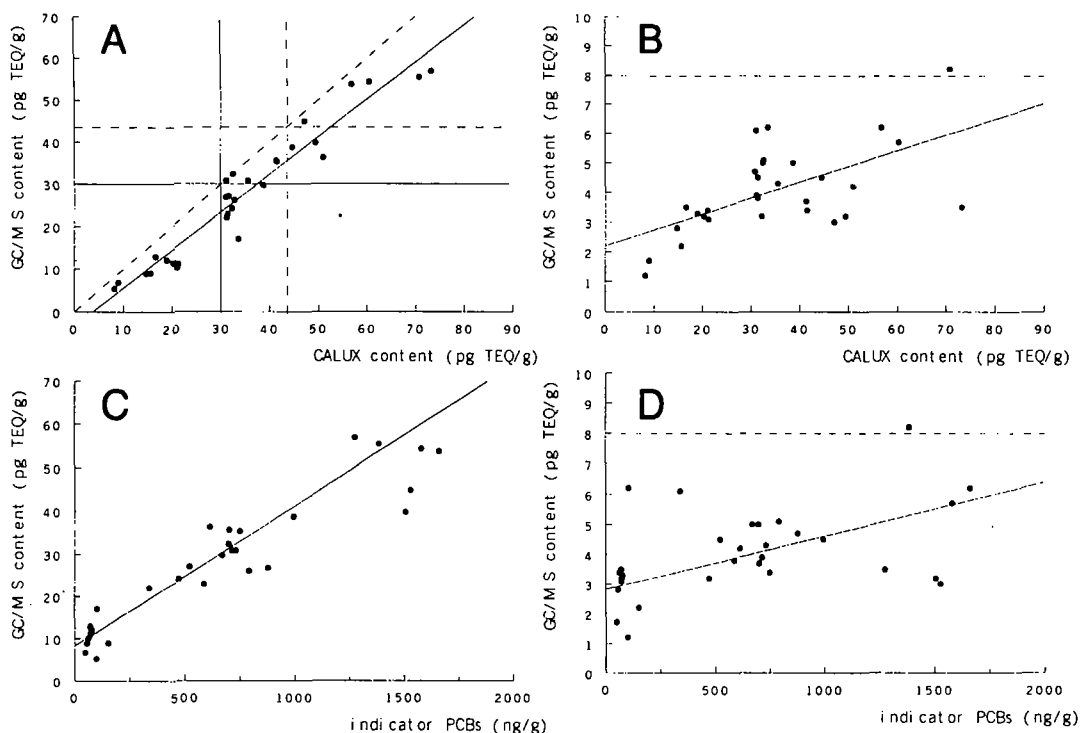 A
GC/MS content (pg TEQ/g)
70
60
50
40
30
20
10
0
0 10 20 30 40 50 60 70 80 90
CALUX content (pg TEQ/g)
B
GC/MS content (pg TEQ/g)
10
9
8
7
6
5
4
3
2
1
0
0 10 20 30 40 50 60 70 80 90
CALUX content (pg TEQ/g)
C
GC/MS content (pg TEQ/g)
70
60
50
40
30
20
10
0
0 500 1000 1250 1500 2000
indicator PCBs (ng/g)
D
GC/MS content (pg TEQ/g)
10
9
8
7
6
5
4
3
2
1
0
0 500 1000 1500 2000
indicator PCBs (ng/g)